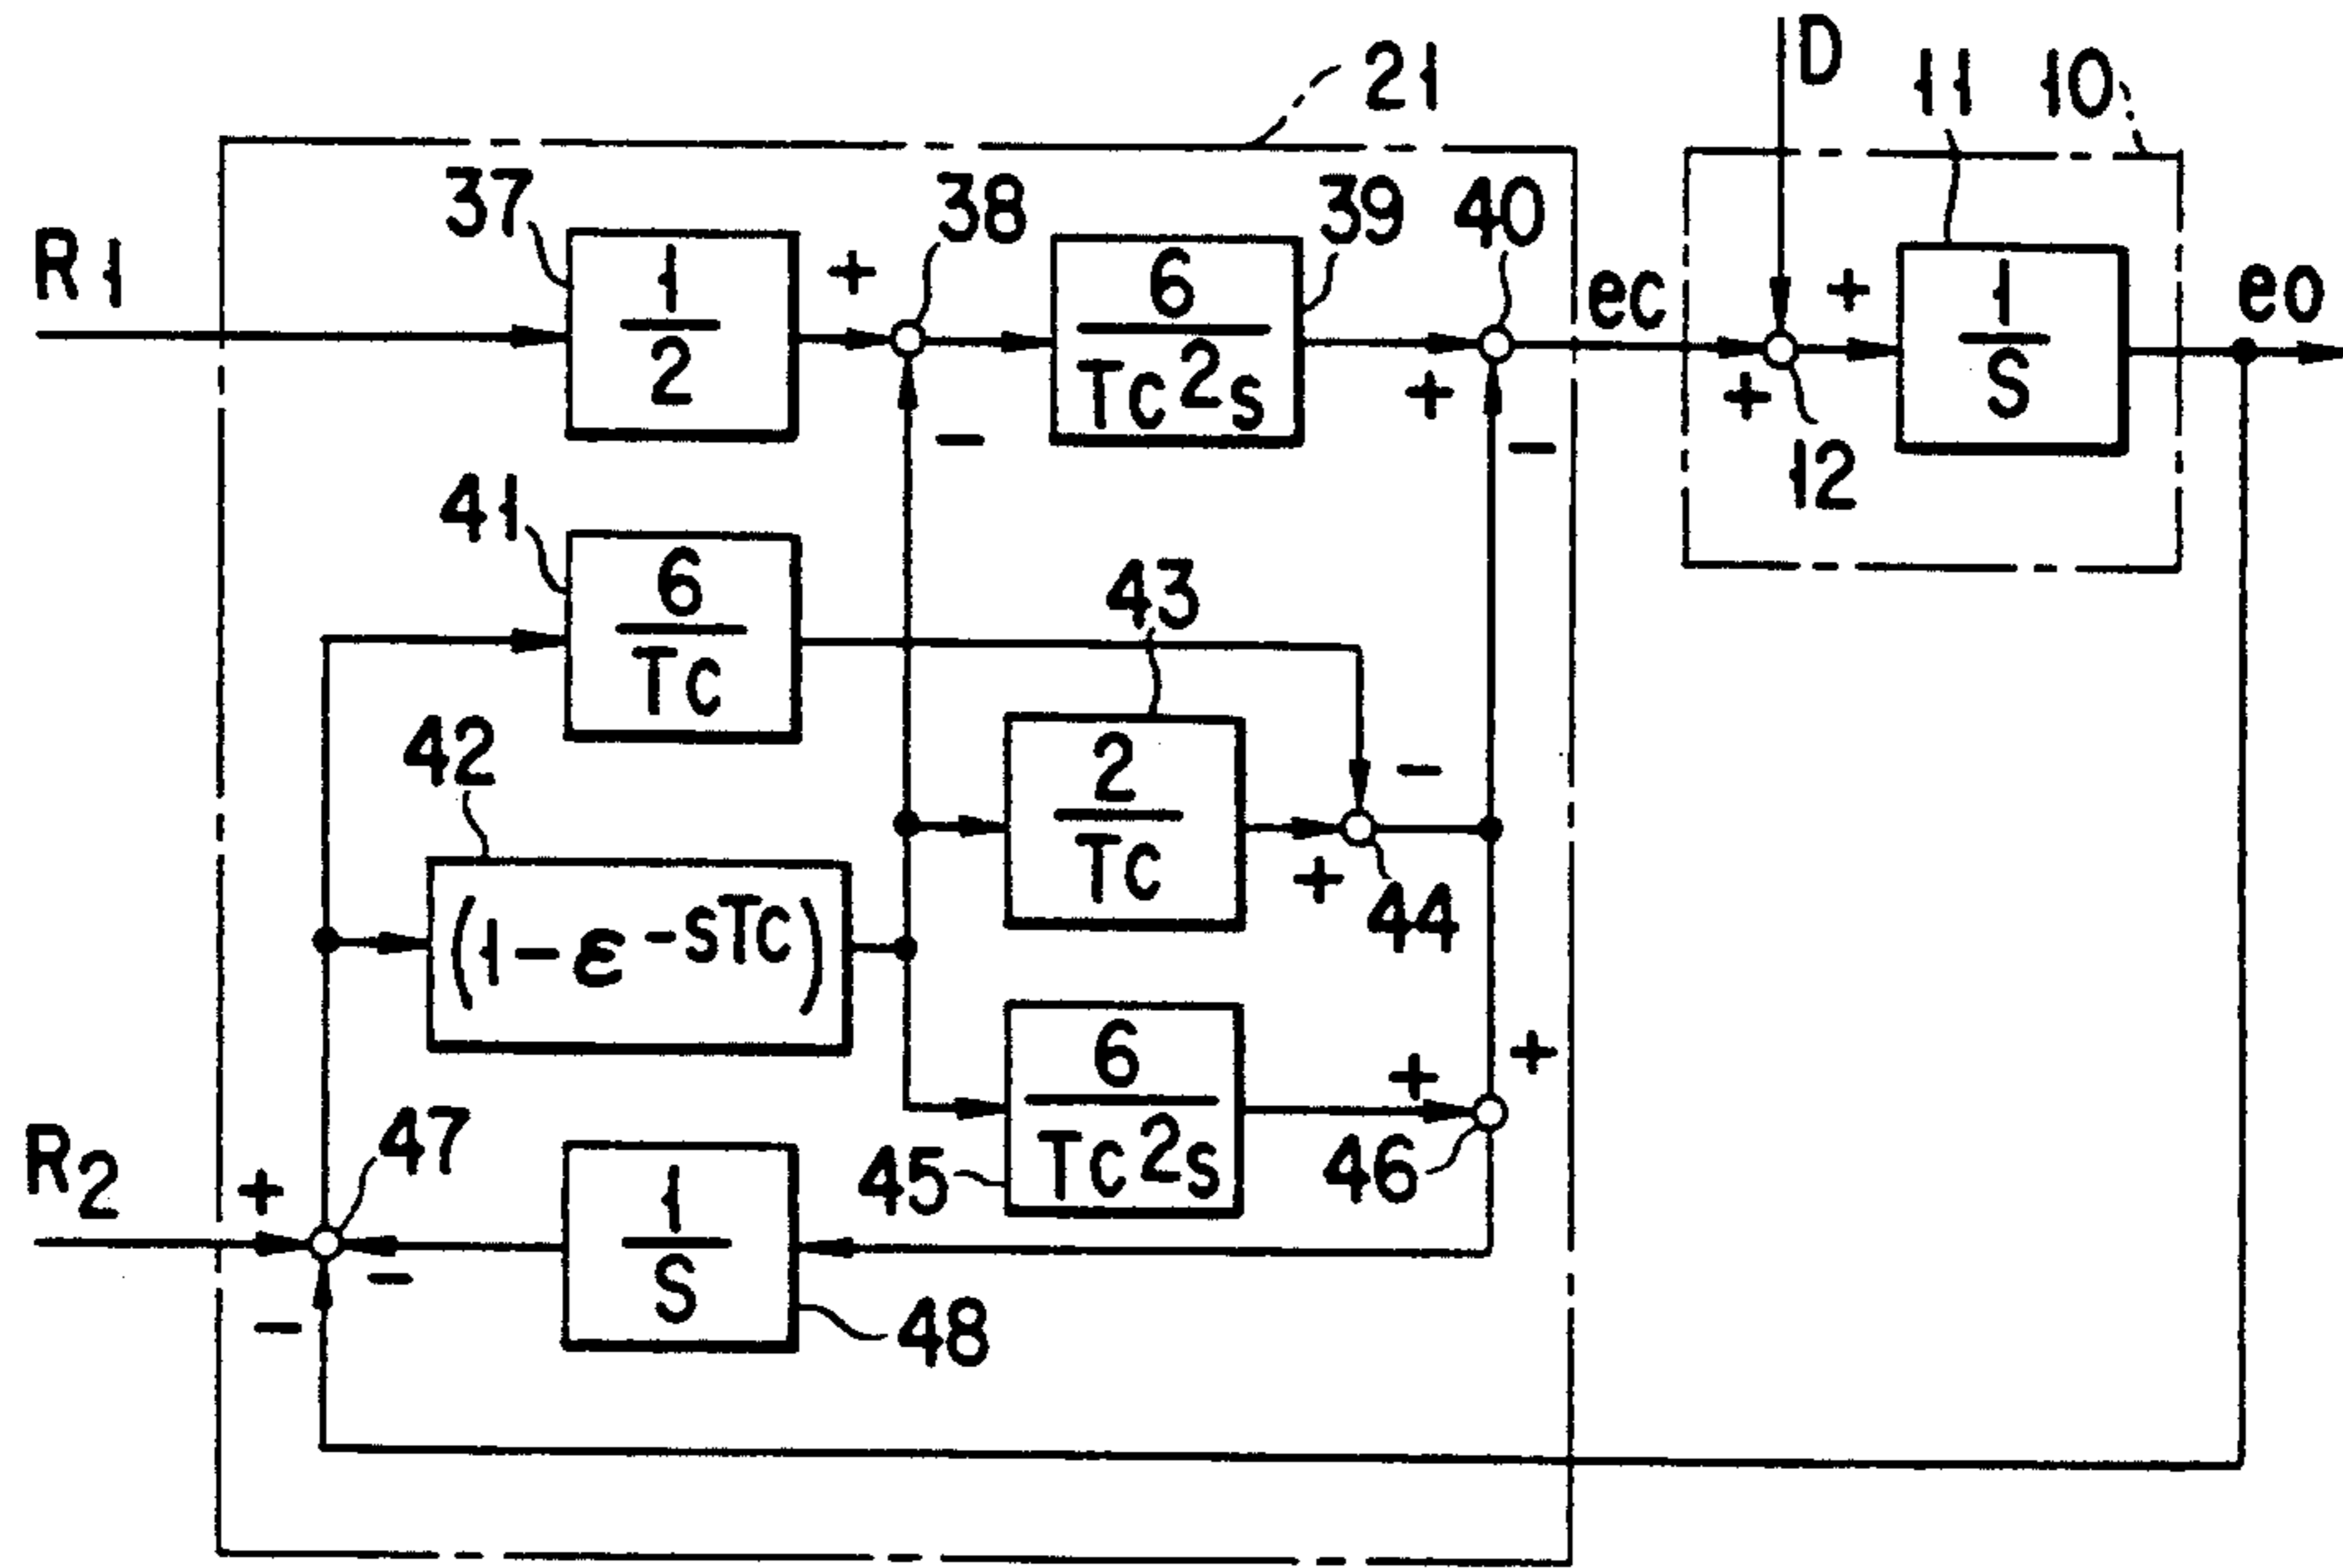 21
D
11
10
37
38
39
40
R1
1/2
+
6/Tc²s
ec
+
1/S
eo
-
+
-
+
12
41
6/Tc
43
42
2/Tc
-
+
44
(1-ε^-sTc)
6/Tc²s
+
+
47
45
46
R2
+
1/S
-
-
48